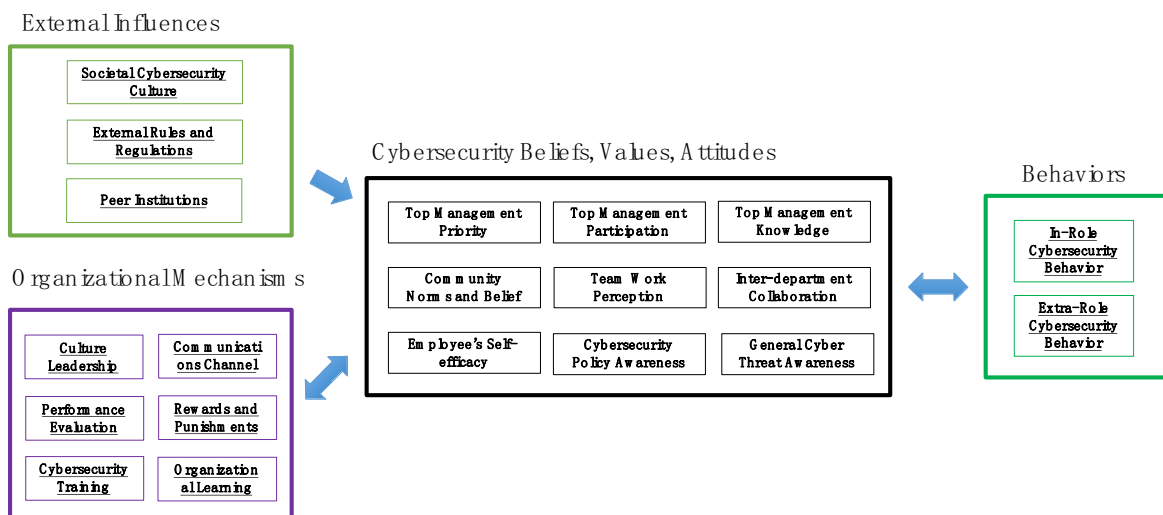 External Influences
Societal Cybersecurity
Culture
External Rules and
Regulations
Peer Institutions
Organizational Mechanisms
Culture
Leadership
Communicati
ons Channel
Performance
Evaluation
Rewards and
Punishments
Cybersecurity
Training
Organization
al Learning
Cybersecurity Beliefs, Values, Attitudes
Top Management
Priority
Top Management
Participation
Top Management
Knowledge
Community
Norms and Belief
Team Work
Perception
Inter-department
Collaboration
Employee's Self-
efficacy
Cybersecurity
Policy Awareness
General Cyber
Threat Awareness
Behaviors
In-Role
Cybersecurity
Behavior
Extra-Role
Cybersecurity
Behavior